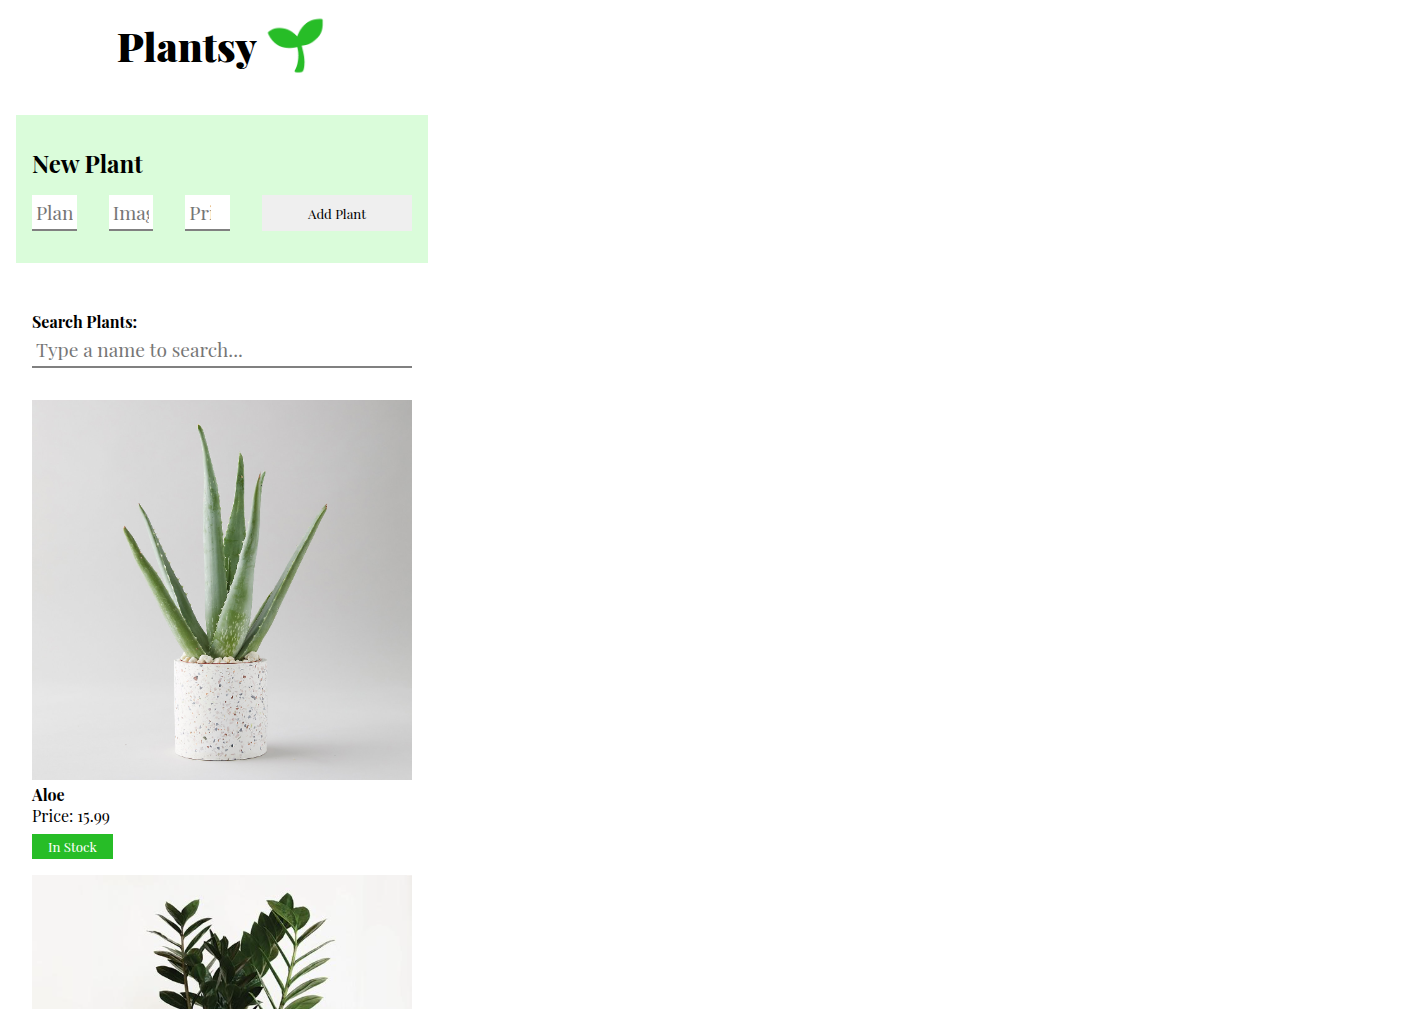 Plantsy
New Plant
Plan Imag Pri Add Plant
Search Plants:
Type a name to search...
Aloe
Price: 15.99
In Stock